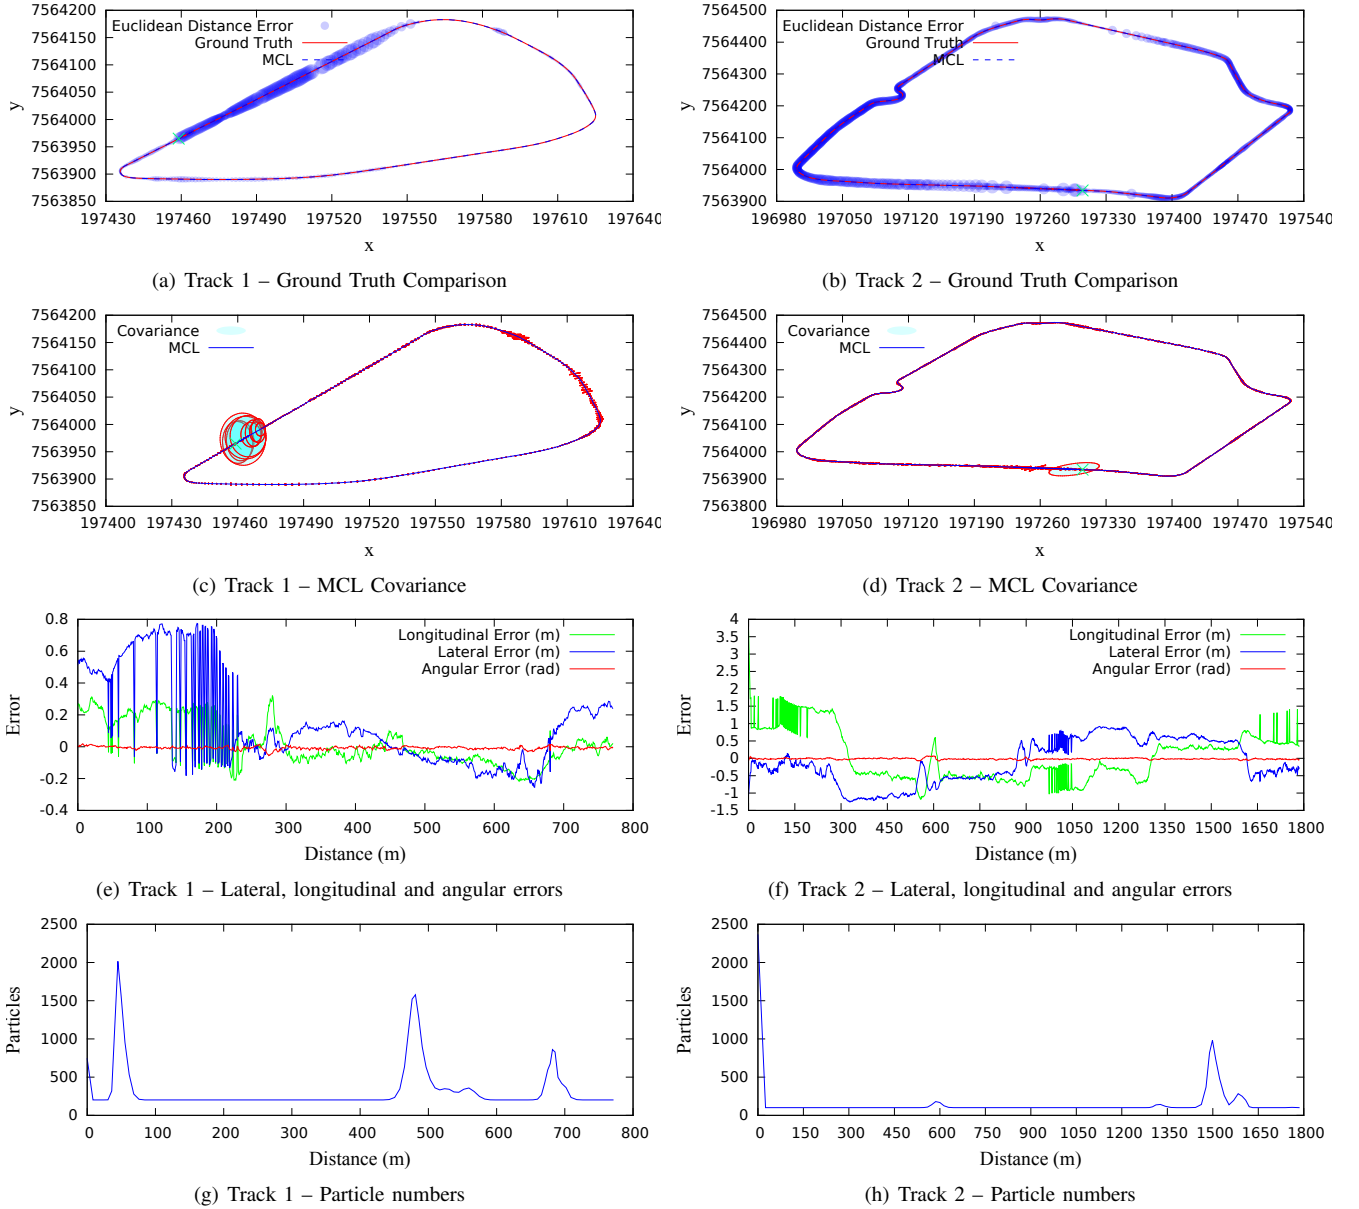 7564200
7564150
7564100
7564050
7564000
7563950
7563900
7563850
y
Euclidean Distance Error
Ground Truth
MCL
197430 197460 197490 197520 197550 197580 197610 197640
x
(a) Track 1 – Ground Truth Comparison
7564500
7564400
7564300
7564200
7564100
7564000
7563900
y
Euclidean Distance Error
Ground Truth
MCL
196980 197050 197120 197190 197260 197330 197400 197470 197540
x
(b) Track 2 – Ground Truth Comparison
7564200
7564150
7564100
7564050
7564000
7563950
7563900
7563850
y
Covariance
MCL
197400 197430 197460 197490 197520 197550 197580 197610 197640
x
(c) Track 1 – MCL Covariance
7564500
7564400
7564300
7564200
7564100
7564000
7563900
7563800
y
Covariance
MCL
196980 197050 197120 197190 197260 197330 197400 197470 197540
x
(d) Track 2 – MCL Covariance
0.8
0.6
0.4
0.2
0
-0.2
-0.4
Error
Longitudinal Error (m)
Lateral Error (m)
Angular Error (rad)
0 100 200 300 400 500 600 700 800
Distance (m)
(e) Track 1 – Lateral, longitudinal and angular errors
4
3.5
3
2.5
2
1.5
1
0.5
0
-0.5
-1
-1.5
Error
Longitudinal Error (m)
Lateral Error (m)
Angular Error (rad)
0 150 300 450 600 750 900 1050 1200 1350 1500 1650 1800
Distance (m)
(f) Track 2 – Lateral, longitudinal and angular errors
2500
2000
1500
1000
500
0
Particles
0 100 200 300 400 500 600 700 800
Distance (m)
(g) Track 1 – Particle numbers
2500
2000
1500
1000
500
0
Particles
0 150 300 450 600 750 900 1050 1200 1350 1500 1650 1800
Distance (m)
(h) Track 2 – Particle numbers